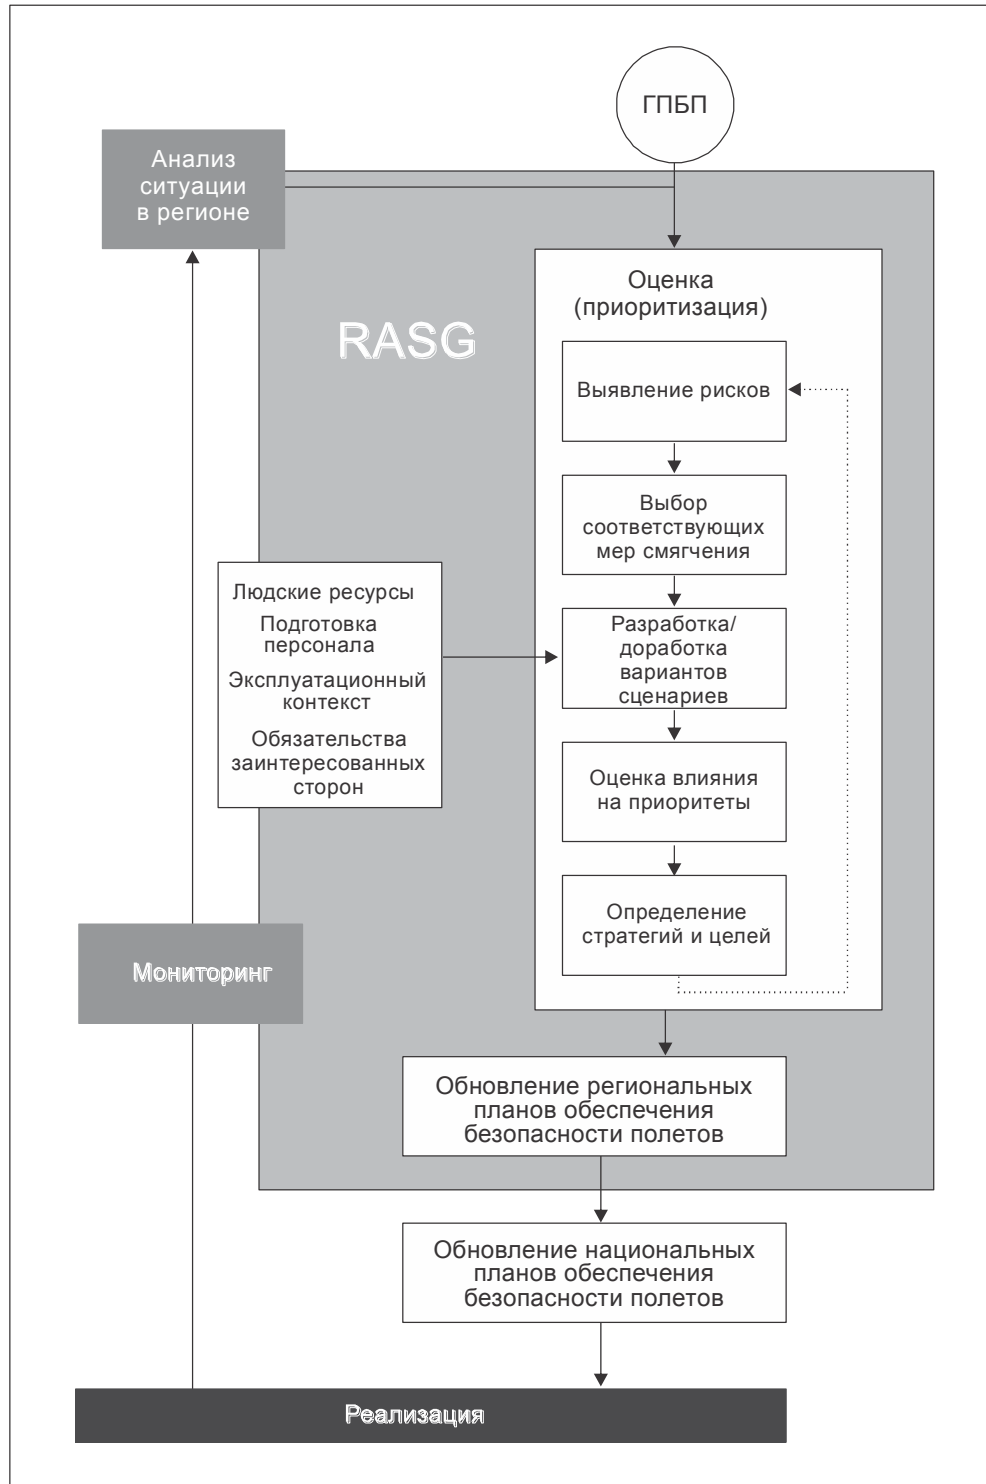 ГПБП
Анализ
ситуации
в регионе
RASG
Оценка
(приоритизация)
Выявление рисков
Выбор
соответствующих
мер смягчения
Людские ресурсы
Подготовка
персонала
Эксплуатационный
контекст
Обязательства
заинтересованных
сторон
Разработка/
доработка
вариантов
сценариев
Оценка влияния
на приоритеты
Определение
стратегий и целей
Мониторинг
Обновление региональных
планов обеспечения
безопасности полетов
Обновление национальных
планов обеспечения
безопасности полетов
Реализация